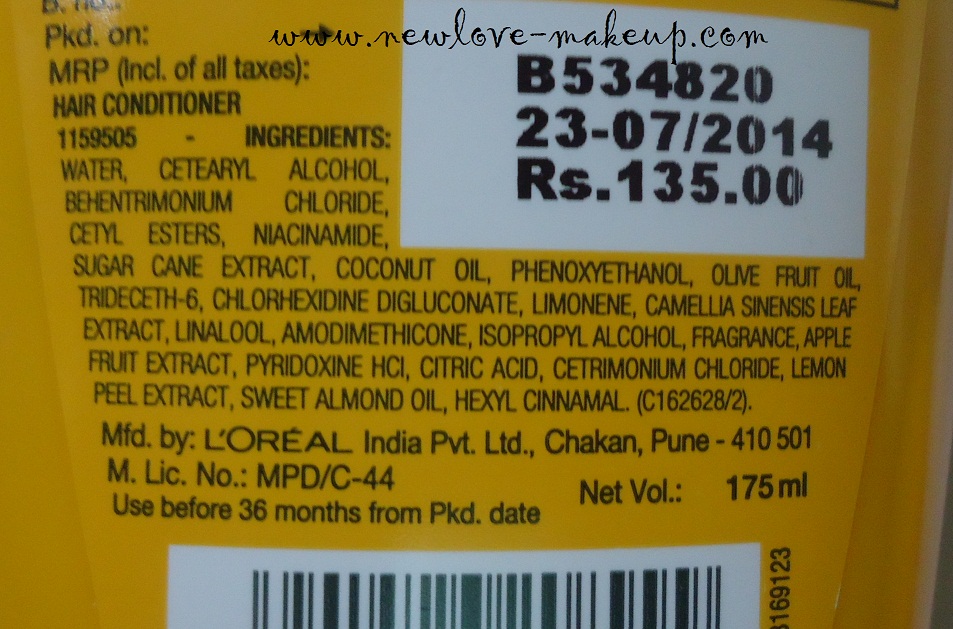 B. no.:
www.newlove-makeup.com
Pkd. on:
MRP (Incl. of all taxes):
B534820
23-07/2014
Rs.135.00
HAIR CONDITIONER
1159505 - INGREDIENTS:
WATER, CETEARYL ALCOHOL,
BEHENTRIMONIUM CHLORIDE,
CETYL ESTERS, NIACINAMIDE,
SUGAR CANE EXTRACT, COCONUT OIL, PHENOXYETHANOL, OLIVE FRUIT OIL,
TRIDECETH-6, CHLORHEXIDINE DIGLUCONATE, LIMONENE, CAMELLIA SINENSIS LEAF
EXTRACT, LINALOOL, AMODIMETHICONE, ISOPROPYL ALCOHOL, FRAGRANCE, APPLE
FRUIT EXTRACT, PYRIDOXINE HCI, CITRIC ACID, CETRIMONIUM CHLORIDE, LEMON
PEEL EXTRACT, SWEET ALMOND OIL, HEXYL CINNAMAL. (C162628/2).
Mfd. by: L'ORÉAL India Pvt. Ltd., Chakan, Pune - 410 501
M. Lic. No.: MPD/C-44
Net Vol.: 175 ml
Use before 36 months from Pkd. date